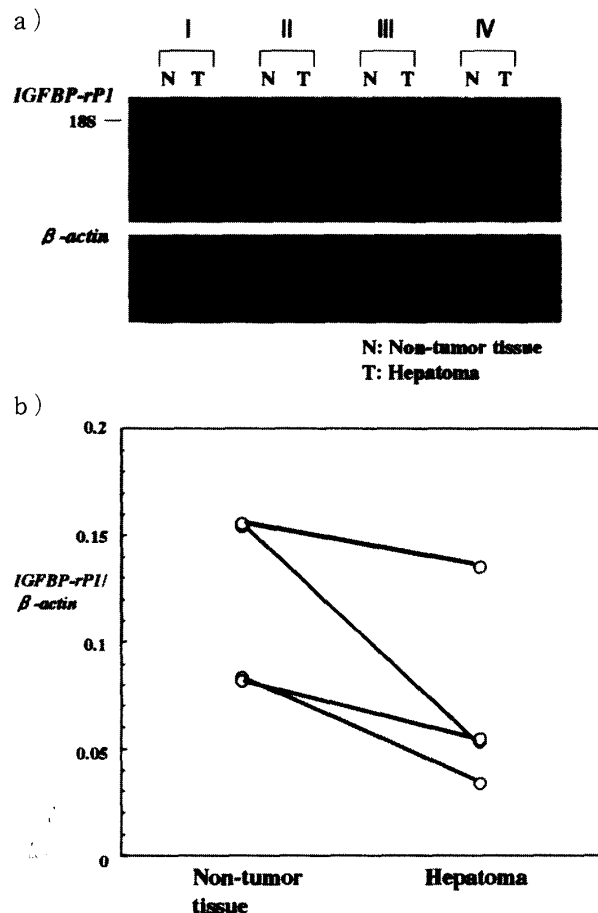 a)
I II III IV
N T N T N T N T
IGFBP-rP1
18S
β-actin
N: Non-tumor tissue
T: Hepatoma
b)
0.2
0.15
IGFBP-rP1/
β-actin
0.1
0.05
0
Non-tumor Hepatoma
tissue